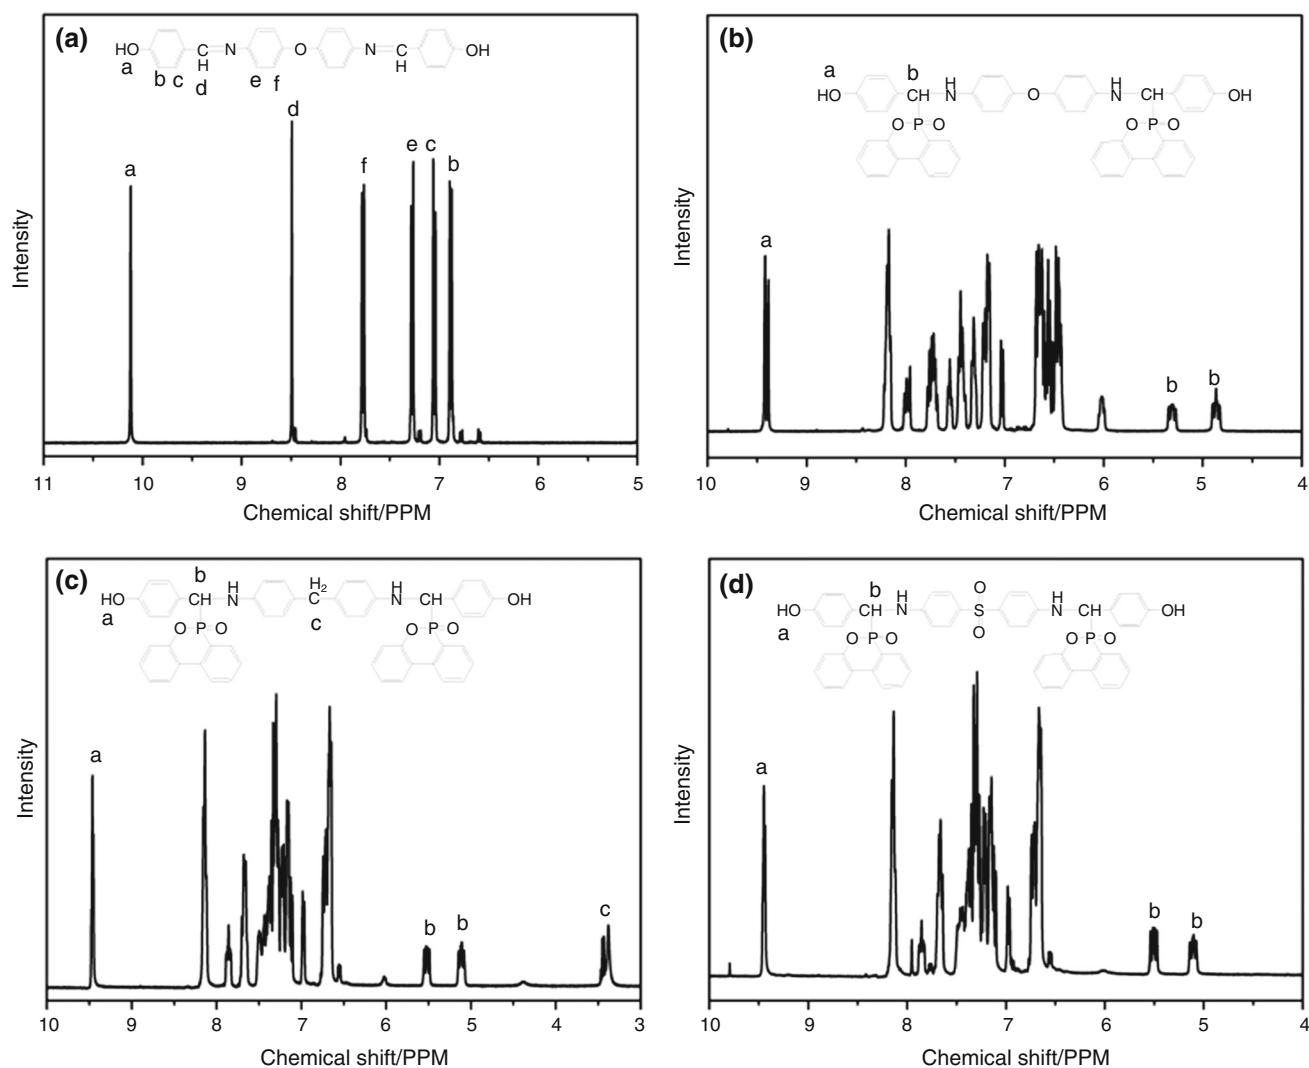 (a)
HO
C
N
O
N
C
OH
H
H
a
b c
d
e
f
a
d
f
e c
b
Intensity
11
10
9
8
7
6
5
Chemical shift/PPM
(b)
a
b
H
H
HO
CH
N
O
N
CH
OH
O P O
O P O
a
b
b
Intensity
10
9
8
7
6
5
4
Chemical shift/PPM
(c)
b
H
H2
H
HO
CH
N
C
N
CH
OH
a
c
O P O
O P O
a
b
b
c
Intensity
10
9
8
7
6
5
4
3
Chemical shift/PPM
(d)
b
H
O
H
HO
CH
N
S
N
CH
OH
a
O P O
O
O P O
a
b
b
Intensity
10
9
8
7
6
5
4
Chemical shift/PPM